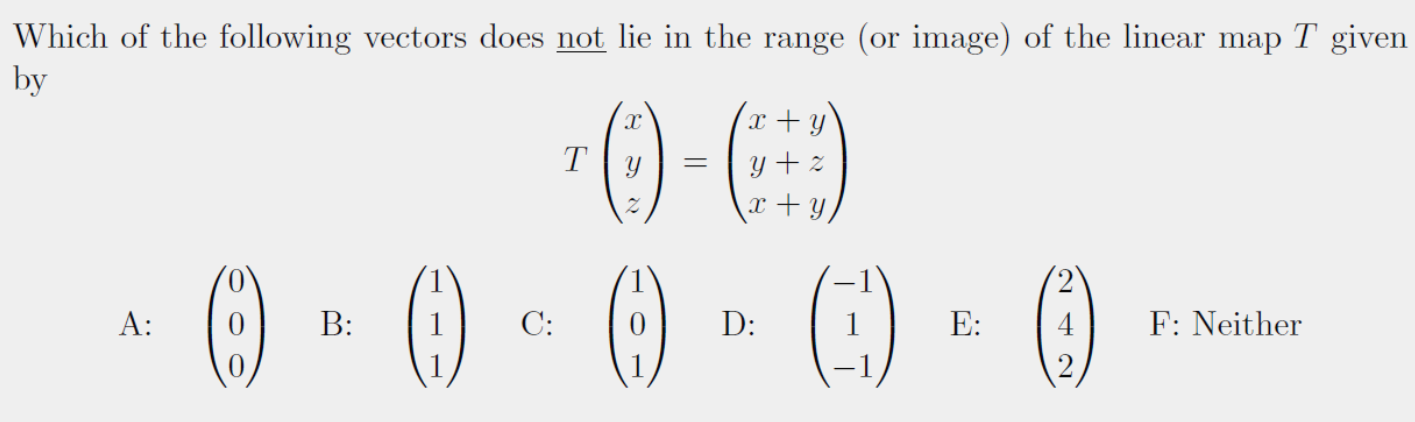 Which of the following vectors does not lie in the range (or image) of the linear map T given
by
T \begin{pmatrix} x \\ y \\ z \end{pmatrix} = \begin{pmatrix} x + y \\ y + z \\ x + y \end{pmatrix}
A: \begin{pmatrix} 0 \\ 0 \\ 0 \end{pmatrix} B: \begin{pmatrix} 1 \\ 1 \\ 1 \end{pmatrix} C: \begin{pmatrix} 1 \\ 0 \\ 1 \end{pmatrix} D: \begin{pmatrix} -1 \\ 1 \\ -1 \end{pmatrix} E: \begin{pmatrix} 2 \\ 4 \\ 2 \end{pmatrix} F: Neither